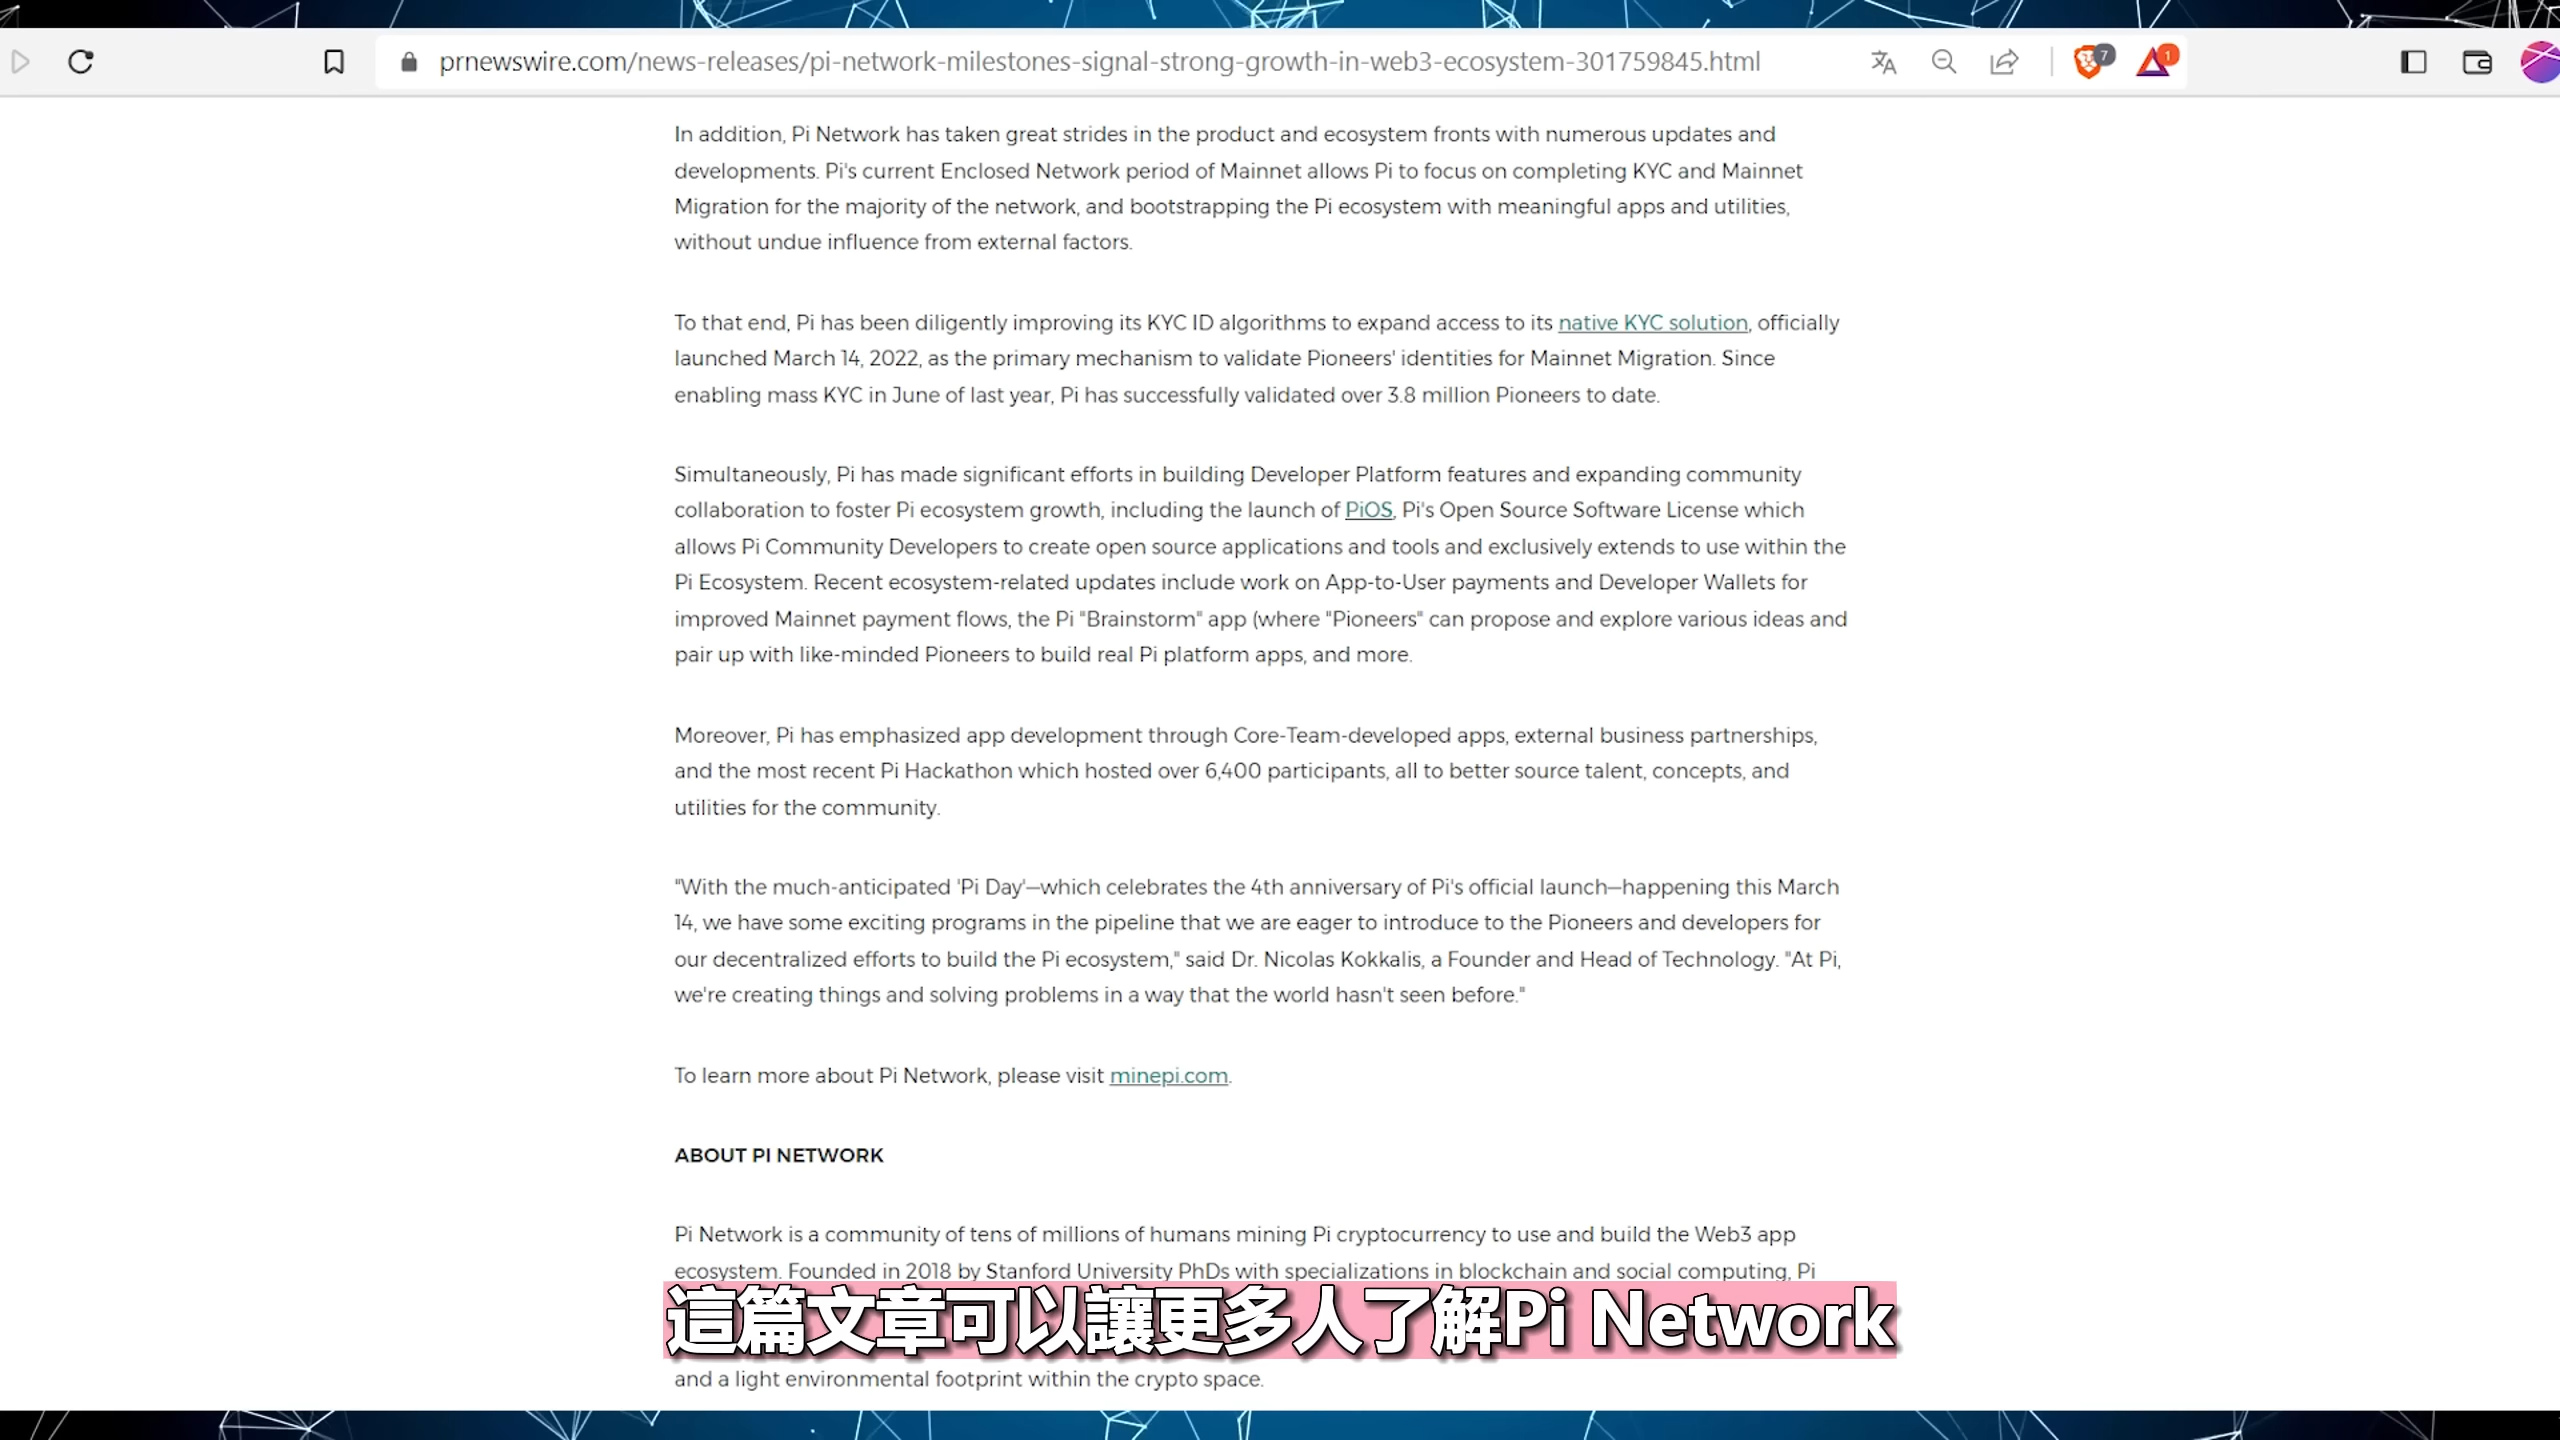 prnewswire.com/news-releases/pi-network-milestones-signal-strong-growth-in-web3-ecosystem-301759845.html
7
1
In addition, Pi Network has taken great strides in the product and ecosystem fronts with numerous updates and
developments. Pi's current Enclosed Network period of Mainnet allows Pi to focus on completing KYC and Mainnet
Migration for the majority of the network, and bootstrapping the Pi ecosystem with meaningful apps and utilities,
without undue influence from external factors.
To that end, Pi has been diligently improving its KYC ID algorithms to expand access to its native KYC solution, officially
launched March 14, 2022, as the primary mechanism to validate Pioneers' identities for Mainnet Migration. Since
enabling mass KYC in June of last year, Pi has successfully validated over 3.8 million Pioneers to date.
Simultaneously, Pi has made significant efforts in building Developer Platform features and expanding community
collaboration to foster Pi ecosystem growth, including the launch of PiOS, Pi's Open Source Software License which
allows Pi Community Developers to create open source applications and tools and exclusively extends to use within the
Pi Ecosystem. Recent ecosystem-related updates include work on App-to-User payments and Developer Wallets for
improved Mainnet payment flows, the Pi "Brainstorm" app (where "Pioneers" can propose and explore various ideas and
pair up with like-minded Pioneers to build real Pi platform apps, and more.
Moreover, Pi has emphasized app development through Core-Team-developed apps, external business partnerships,
and the most recent Pi Hackathon which hosted over 6,400 participants, all to better source talent, concepts, and
utilities for the community.
"With the much-anticipated 'Pi Day'—which celebrates the 4th anniversary of Pi's official launch—happening this March
14, we have some exciting programs in the pipeline that we are eager to introduce to the Pioneers and developers for
our decentralized efforts to build the Pi ecosystem," said Dr. Nicolas Kokkalis, a Founder and Head of Technology. "At Pi,
we're creating things and solving problems in a way that the world hasn't seen before."
To learn more about Pi Network, please visit minepi.com.
ABOUT PI NETWORK
Pi Network is a community of tens of millions of humans mining Pi cryptocurrency to use and build the Web3 app
ecosystem. Founded in 2018 by Stanford University PhDs with specializations in blockchain and social computing, Pi
這篇文章可以讓更多人了解Pi Network
and a light environmental footprint within the crypto space.